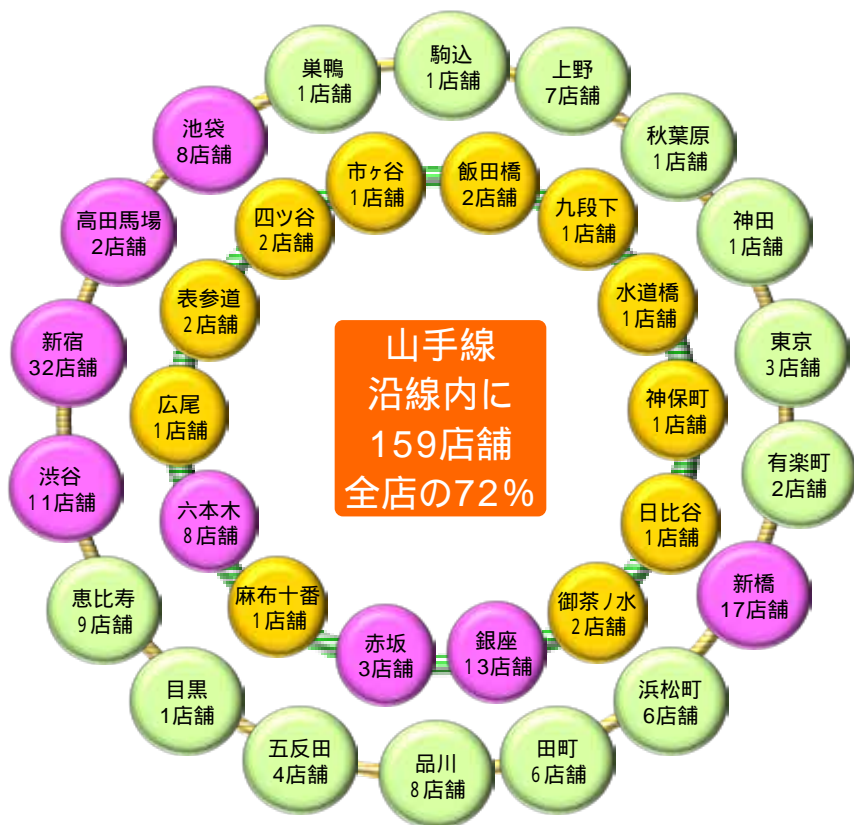 駒込
1店舗
上野
7店舗
秋葉原
1店舗
神田
1店舗
東京
3店舗
有楽町
2店舗
新橋
17店舗
浜松町
6店舗
田町
6店舗
品川
8店舗
五反田
4店舗
目黒
1店舗
恵比寿
9店舗
渋谷
11店舗
新宿
32店舗
高田馬場
2店舗
池袋
8店舗
巣鴨
1店舗
市ヶ谷
1店舗
飯田橋
2店舗
九段下
1店舗
水道橋
1店舗
神保町
1店舗
日比谷
1店舗
御茶ノ水
2店舗
銀座
13店舗
赤坂
3店舗
麻布十番
1店舗
六本木
8店舗
広尾
1店舗
表参道
2店舗
四ツ谷
2店舗
山手線
沿線内に
159店舗
全店の72%